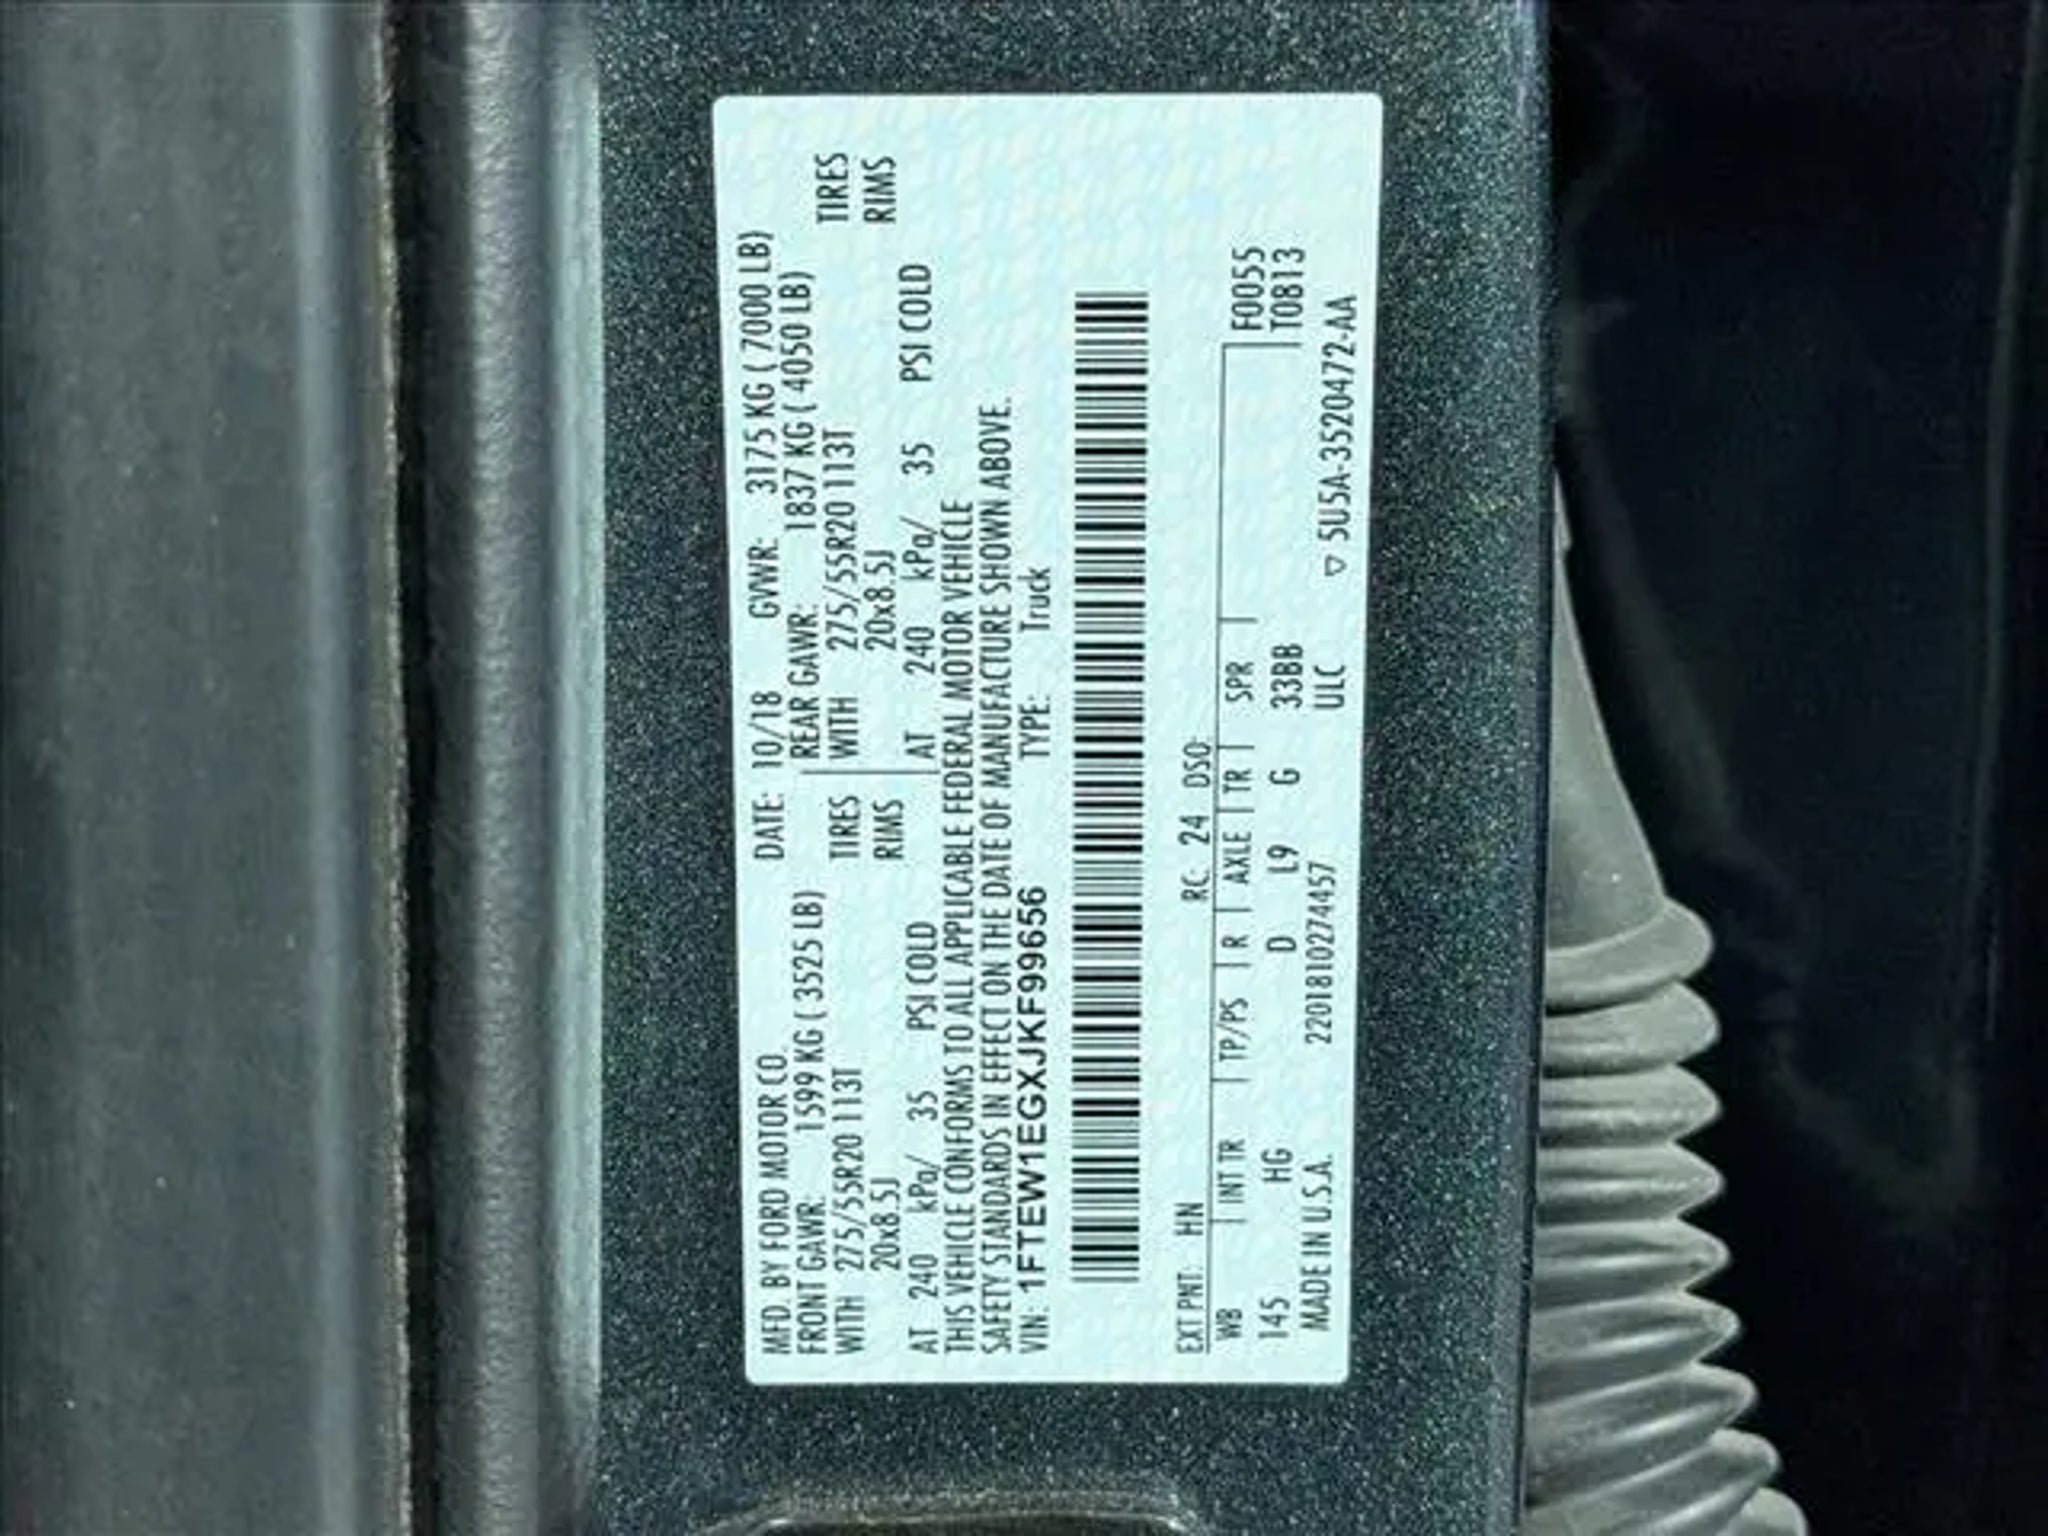 MFD. BY FORD MOTOR CO. DATE: 10/18 GVWR: 3175 KG ( 7000 LB)
FRONT GAWR: 1599 KG ( 3525 LB) REAR GAWR: 1837 KG ( 4050 LB)
WITH 275/55R20 113T TIRES WITH 275/55R20 113T TIRES
20x8.5J RIMS 20x8.5J RIMS
AT 240 kPa/ 35 PSI COLD AT 240 kPa/ 35 PSI COLD
THIS VEHICLE CONFORMS TO ALL APPLICABLE FEDERAL MOTOR VEHICLE
SAFETY STANDARDS IN EFFECT ON THE DATE OF MANUFACTURE SHOWN ABOVE.
VIN: 1FTEW1EGXJKF99656 TYPE: Truck
EXT PNT: HN RC: 24 DSO:
WB INT TR TP/PS R AXLE TR SPR F0055
145 HG D L9 G 33BB T0813
MADE IN U.S.A. 2201810274457 ULC ▽ 5U5A-3520472-AA